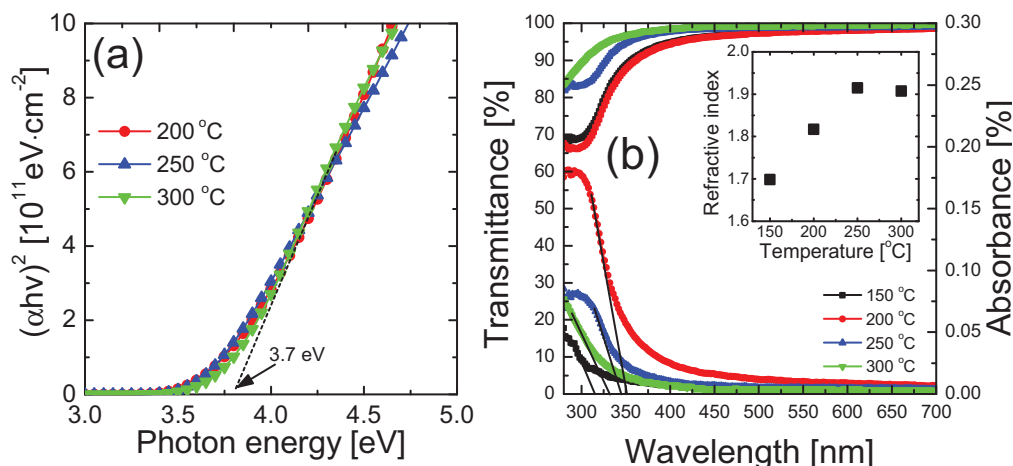 (a)
(αhν)² [10¹¹eV·cm⁻²]
10
8
6
4
2
0
200 °C
250 °C
300 °C
3.7 eV
3.0 3.5 4.0 4.5 5.0
Photon energy [eV]
(b)
Transmittance [%]
100
90
80
70
60
50
40
30
20
10
0
300 350 400 450 500 550 600 650 700
Wavelength [nm]
Absorbance [%]
0.30
0.25
0.20
0.15
0.10
0.05
0.00
Refractive index
2.0
1.9
1.8
1.7
1.6
150 200 250 300
Temperature [°C]
150 °C
200 °C
250 °C
300 °C